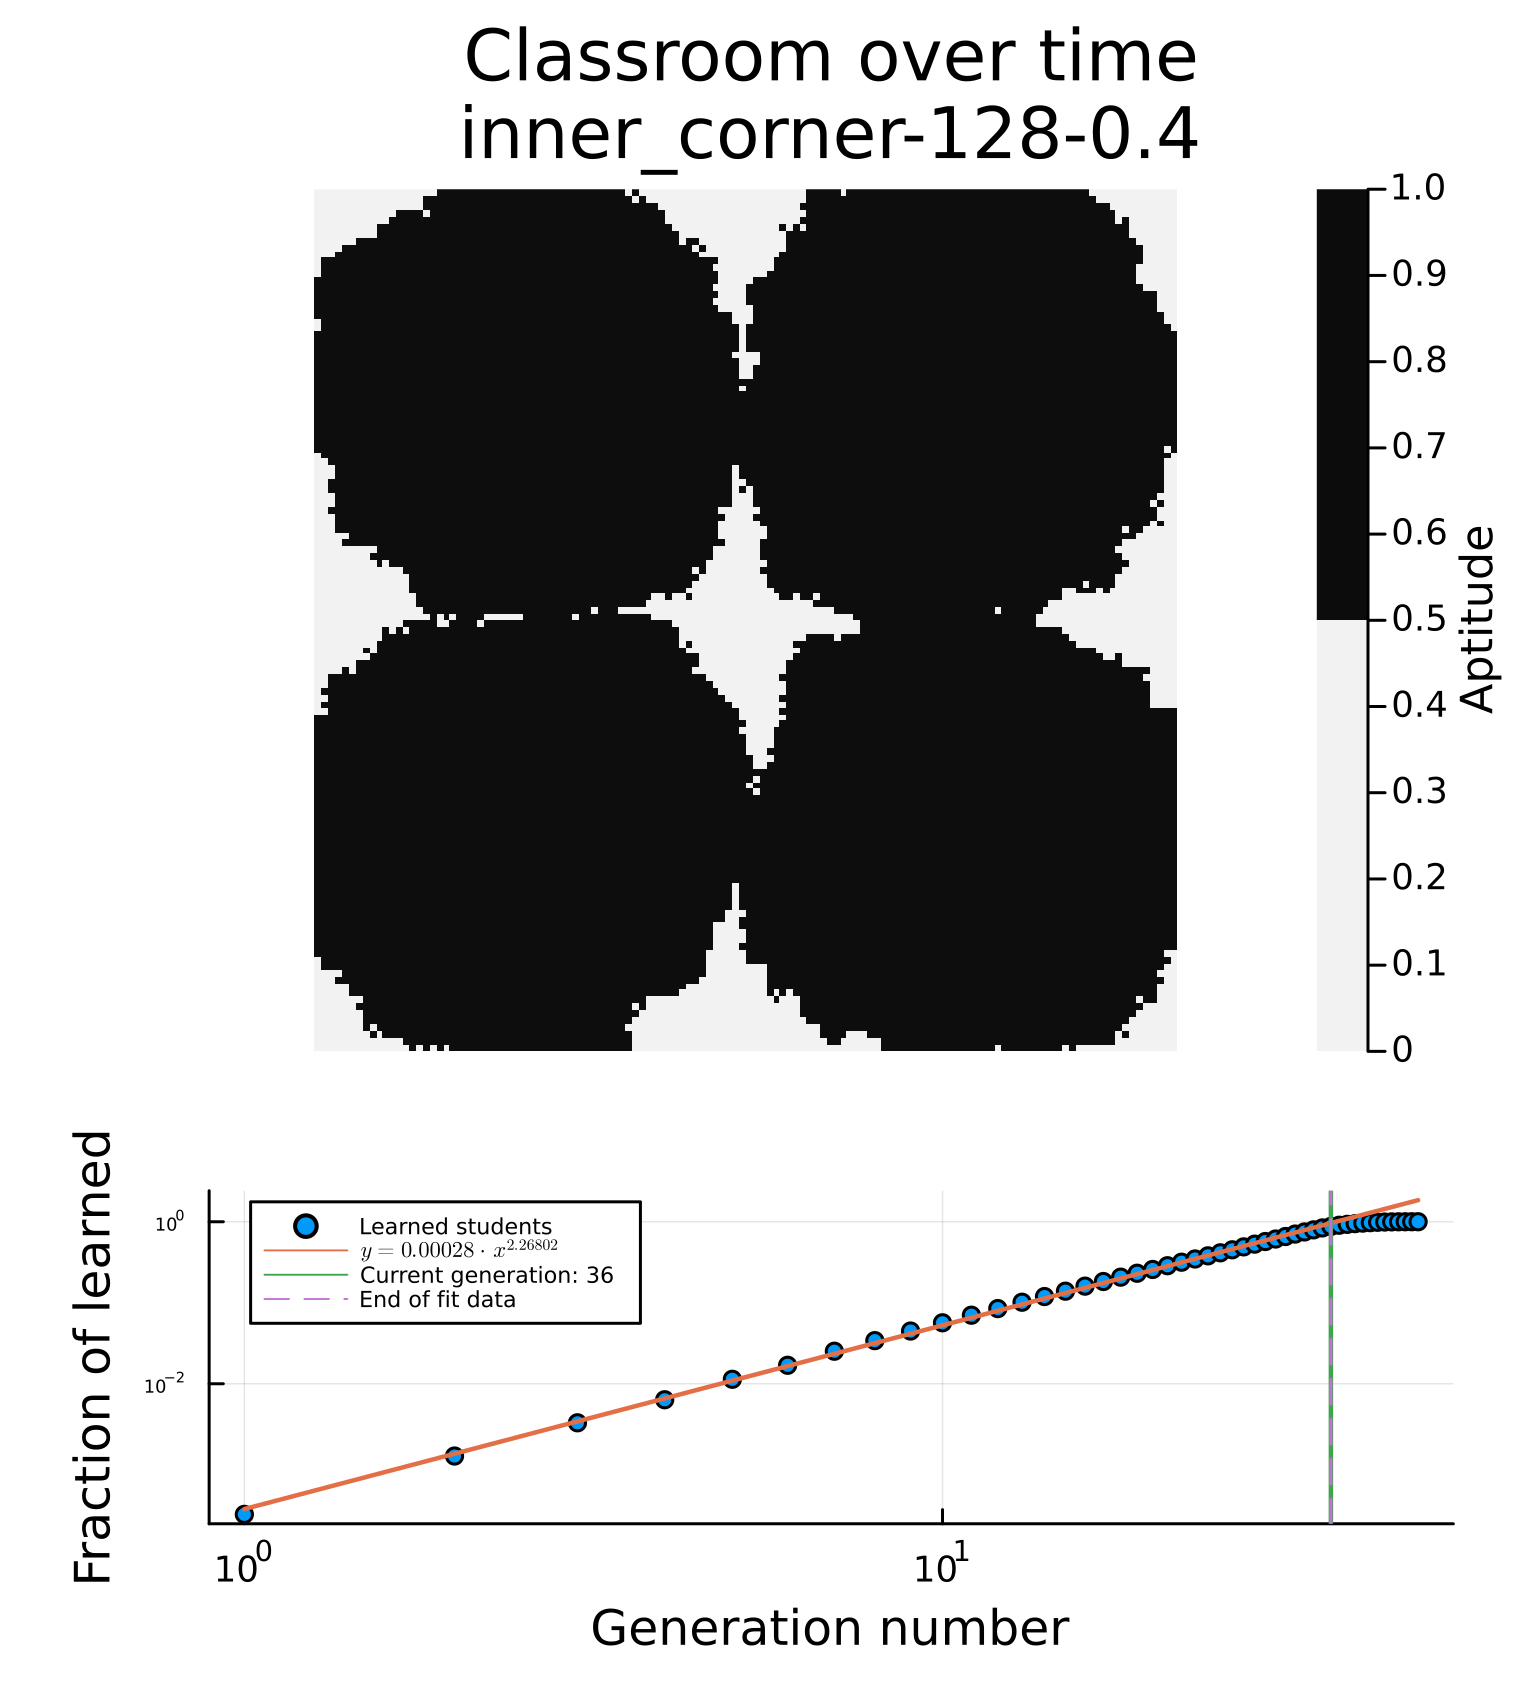 Classroom over time
inner_corner-128-0.4
1.0
0.9
0.8
0.7
0.6
0.5
0.4
0.3
0.2
0.1
0
Aptitude
Fraction of learned
10^0
10^-2
Learned students
y = 0.00028 · x^2.26802
Current generation: 36
End of fit data
10^0
10^1
Generation number